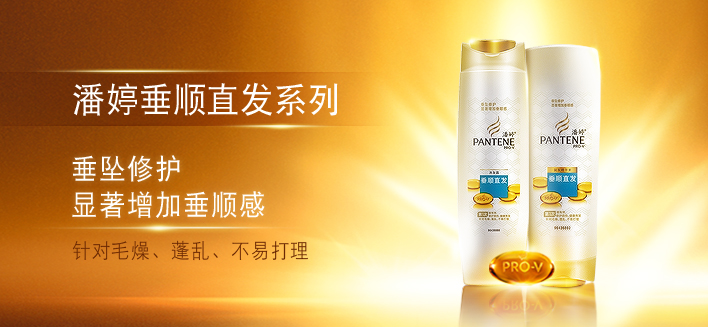 潘婷垂顺直发系列
垂坠修护
显著增加垂顺感
针对毛燥、蓬乱、不易打理
潘婷
PANTENE
PRO-V
垂顺直发
潘婷
PANTENE
PRO-V
垂顺直发
PRO-V